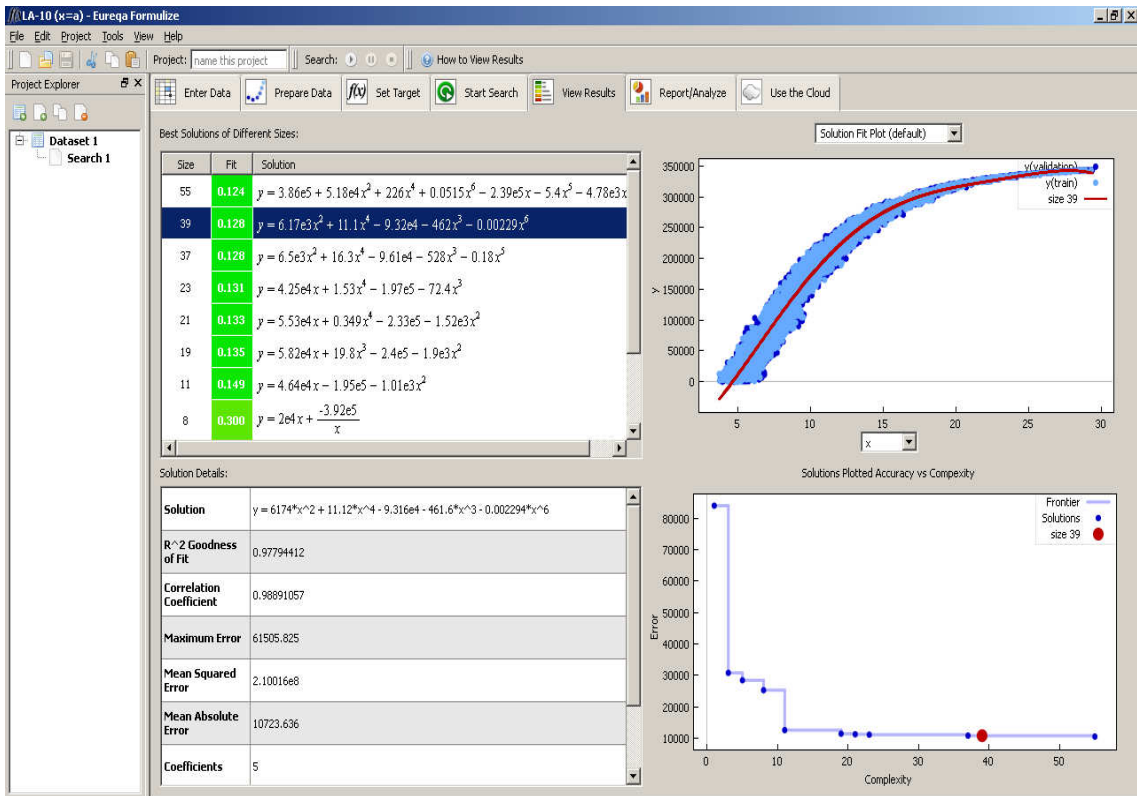 LA-10 (x=a) - Eureqa Formulize
File Edit Project Tools View Help
Project: name this project Search: How to View Results
Project Explorer
Enter Data Prepare Data f(x) Set Target Start Search View Results Report/Analyze Use the Cloud
Dataset 1
Search 1
Best Solutions of Different Sizes:
Size Fit Solution
55 0.124 y = 3.86e5 + 5.18e4x^2 + 226x^4 + 0.0515x^6 − 2.39e5x − 5.4x^5 − 4.78e3x
39 0.128 y = 6.17e3x^2 + 11.1x^4 − 9.32e4 − 462x^3 − 0.00229x^6
37 0.128 y = 6.5e3x^2 + 16.3x^4 − 9.61e4 − 528x^3 − 0.18x^5
23 0.131 y = 4.25e4x + 1.53x^4 − 1.97e5 − 72.4x^3
21 0.133 y = 5.53e4x + 0.349x^4 − 2.33e5 − 1.52e3x^2
19 0.135 y = 5.82e4x + 19.8x^3 − 2.4e5 − 1.9e3x^2
11 0.149 y = 4.64e4x − 1.95e5 − 1.01e3x^2
8 0.300 y = 2e4x + -3.92e5/x
Solution Fit Plot (default)
y(validation)
y(train)
size 39
350000
300000
250000
200000
150000
100000
50000
0
y
5 10 15 20 25 30
x
Solution Details:
Solution y = 6174*x^2 + 11.12*x^4 - 9.316e4 - 461.6*x^3 - 0.002294*x^6
R^2 Goodness of Fit 0.97794412
Correlation Coefficient 0.98891057
Maximum Error 61505.825
Mean Squared Error 2.10016e8
Mean Absolute Error 10723.636
Coefficients 5
Solutions Plotted Accuracy vs Compexity
Frontier
Solutions
size 39
80000
70000
60000
50000
40000
30000
20000
10000
Error
0 10 20 30 40 50
Complexity